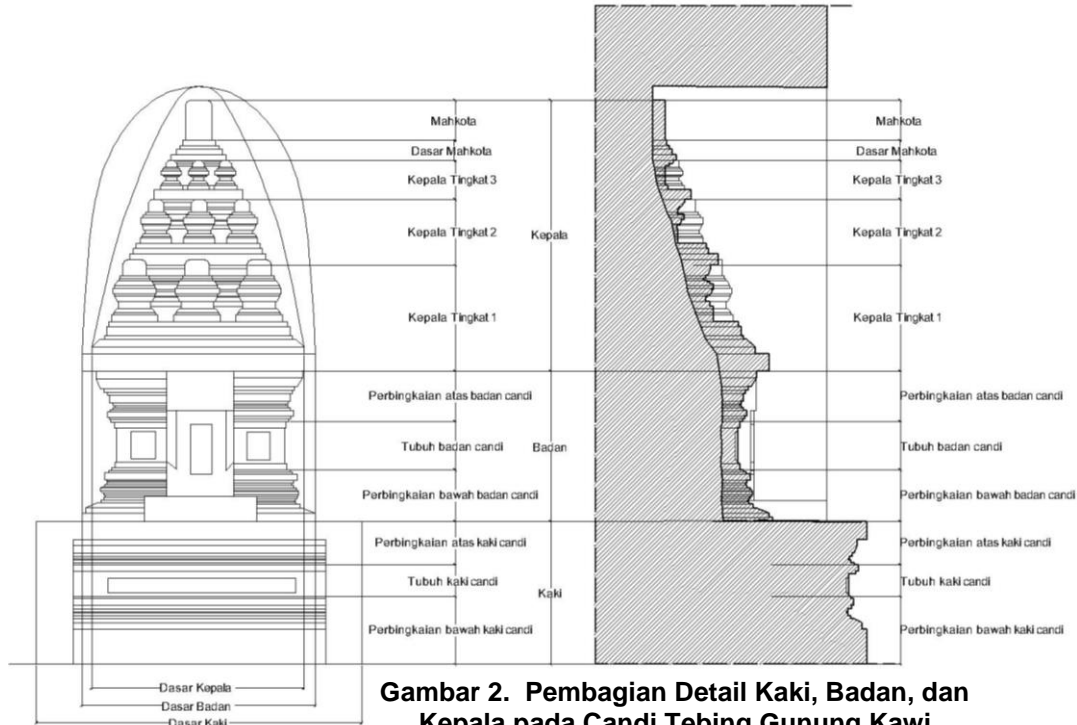 Mahkota
Dasar Mahkota
Kepala Tingkat 3
Kepala Tingkat 2
Kepala
Kepala Tingkat 1
Perbingkaian atas badan candi
Tubuh badan candi
Badan
Perbingkaian bawah badan candi
Perbingkaian atas kaki candi
Tubuh kaki candi
Kaki
Perbingkaian bawah kaki candi
Mahkota
Dasar Mahkota
Kepala Tingkat 3
Kepala Tingkat 2
Kepala Tingkat 1
Perbingkaian atas badan candi
Tubuh badan candi
Perbingkaian bawah badan candi
Perbingkaian atas kaki candi
Tubuh kaki candi
Perbingkaian bawah kaki candi
Dasar Kepala
Dasar Badan
Dasar Kaki
Gambar 2. Pembagian Detail Kaki, Badan, dan
Kepala pada Candi Tebing Gunung Kawi